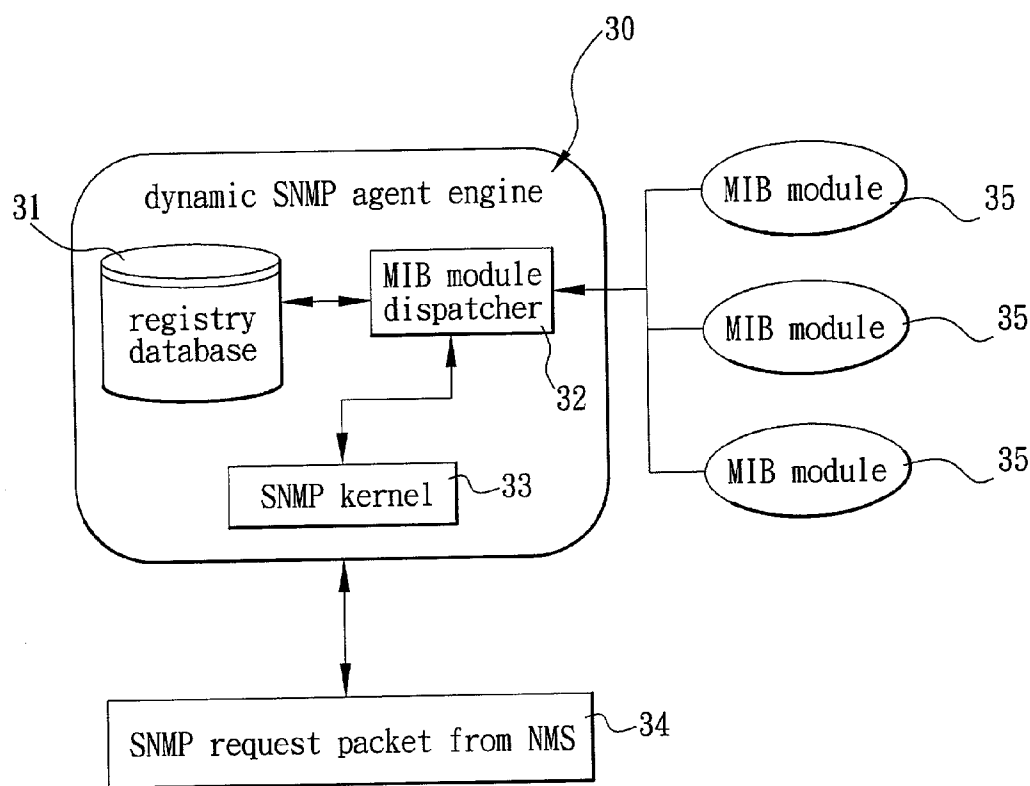 30
dynamic SNMP agent engine
31
registry
database
MIB module
dispatcher
32
SNMP kernel
33
MIB module
35
MIB module
35
MIB module
35
SNMP request packet from NMS
34